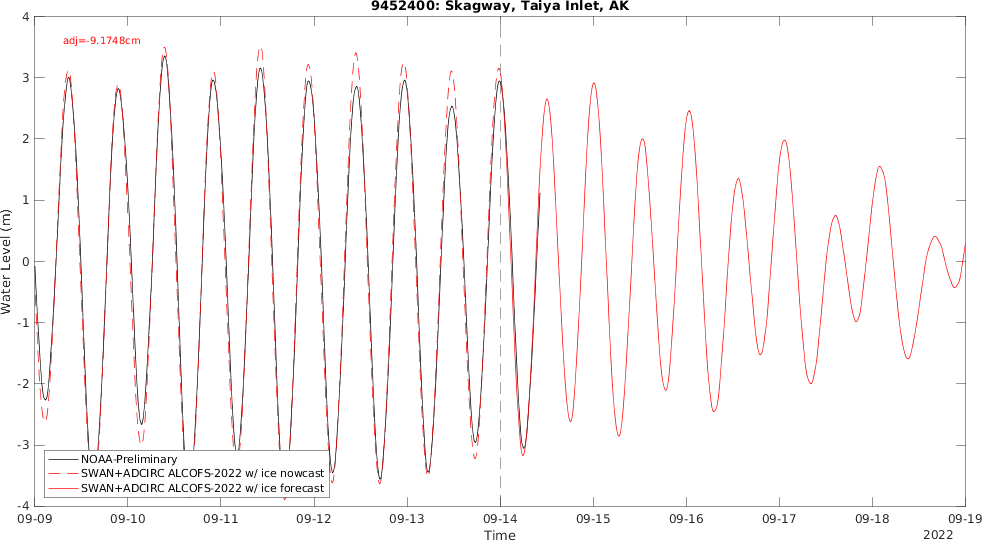 9452400: Skagway, Taiya Inlet, AK
adj=-9.1748cm
4
3
2
1
0
-1
-2
-3
-4
Water Level (m)
NOAA-Preliminary
SWAN+ADCIRC ALCOFS-2022 w/ ice nowcast
SWAN+ADCIRC ALCOFS-2022 w/ ice forecast
09-09 09-10 09-11 09-12 09-13 09-14 09-15 09-16 09-17 09-18 09-19
Time
2022